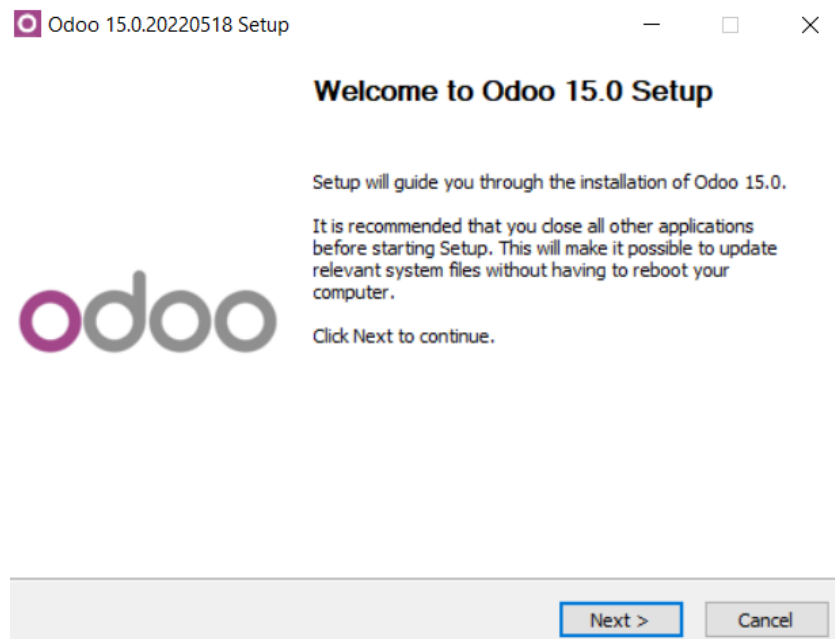 Odoo 15.0.20220518 Setup
Welcome to Odoo 15.0 Setup
Setup will guide you through the installation of Odoo 15.0.
It is recommended that you close all other applications
before starting Setup. This will make it possible to update
relevant system files without having to reboot your
computer.
odoo
Click Next to continue.
Next >
Cancel